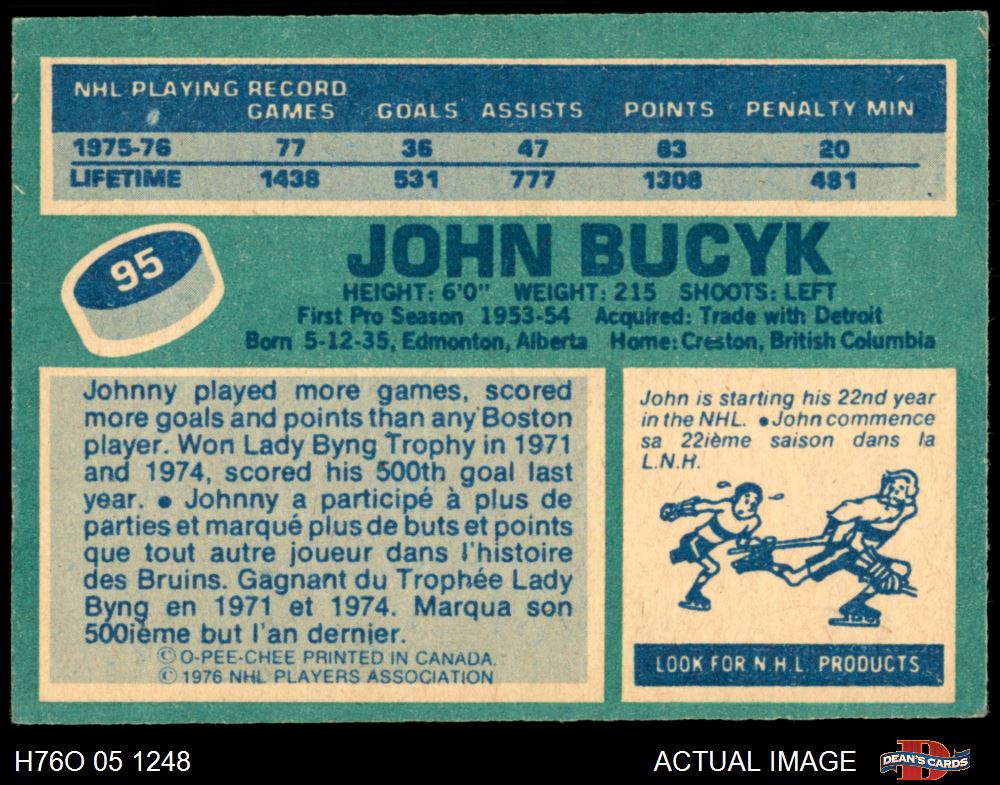 NHL PLAYING RECORD
GAMES GOALS ASSISTS POINTS PENALTY MIN
1975-76 77 36 47 83 20
LIFETIME 1438 531 777 1308 481
95
JOHN BUCYK
HEIGHT: 6'0" WEIGHT: 215 SHOOTS: LEFT
First Pro Season 1953-54 Acquired: Trade with Detroit
Born 5-12-35, Edmonton, Alberta Home: Creston, British Columbia
Johnny played more games, scored
more goals and points than any Boston
player. Won Lady Byng Trophy in 1971
and 1974, scored his 500th goal last
year. • Johnny a participé à plus de
parties et marqué plus de buts et points
que tout autre joueur dans l'histoire
des Bruins. Gagnant du Trophée Lady
Byng en 1971 et 1974. Marqua son
500ième but l'an dernier.
© O-PEE-CHEE PRINTED IN CANADA.
© 1976 NHL PLAYERS ASSOCIATION
John is starting his 22nd year
in the NHL. • John commence
sa 22ième saison dans la
L.N.H.
LOOK FOR N.H.L. PRODUCTS
H76O 05 1248
ACTUAL IMAGE
D
DEAN'S CARDS